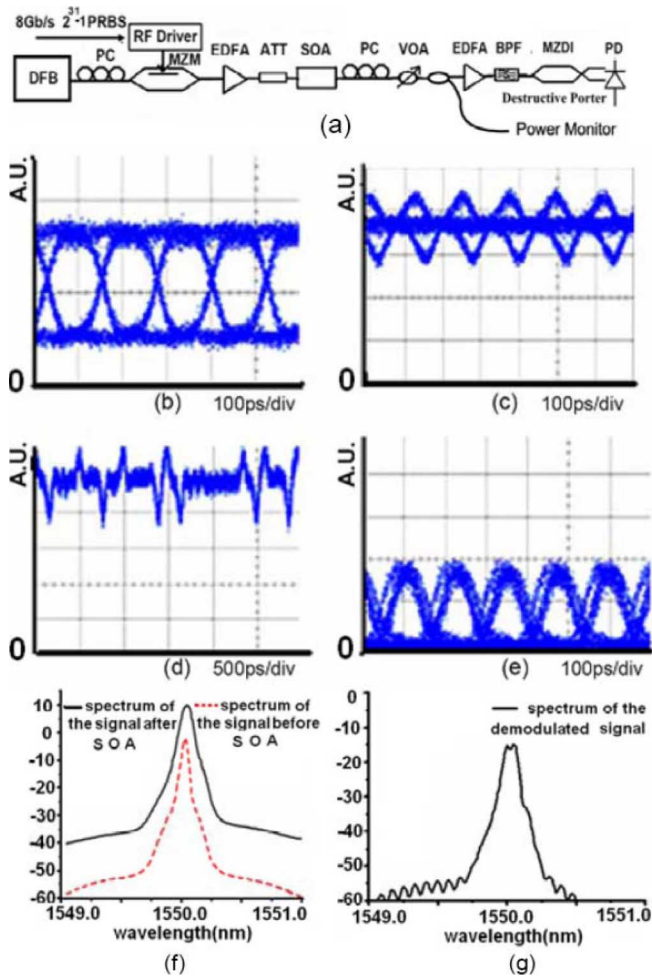 8Gb/s 2^31-1PRBS
RF Driver
PC
MZM
EDFA
ATT
SOA
PC
VOA
EDFA
BPF
MZDI
PD
DFB
Destructive Porter
Power Monitor
(a)
A.U.
0
(b)
100ps/div
A.U.
0
(c)
100ps/div
A.U.
0
(d)
500ps/div
A.U.
0
(e)
100ps/div
10
0
-10
-20
-30
-40
-50
-60
spectrum of
the signal after
S O A
spectrum of
the signal before
S O A
1549.0
1550.0
1551.0
wavelength(nm)
(f)
0
-10
-20
-30
-40
-50
-60
spectrum of the
demodulated signal
1549.0
1550.0
1551.0
wavelength(nm)
(g)